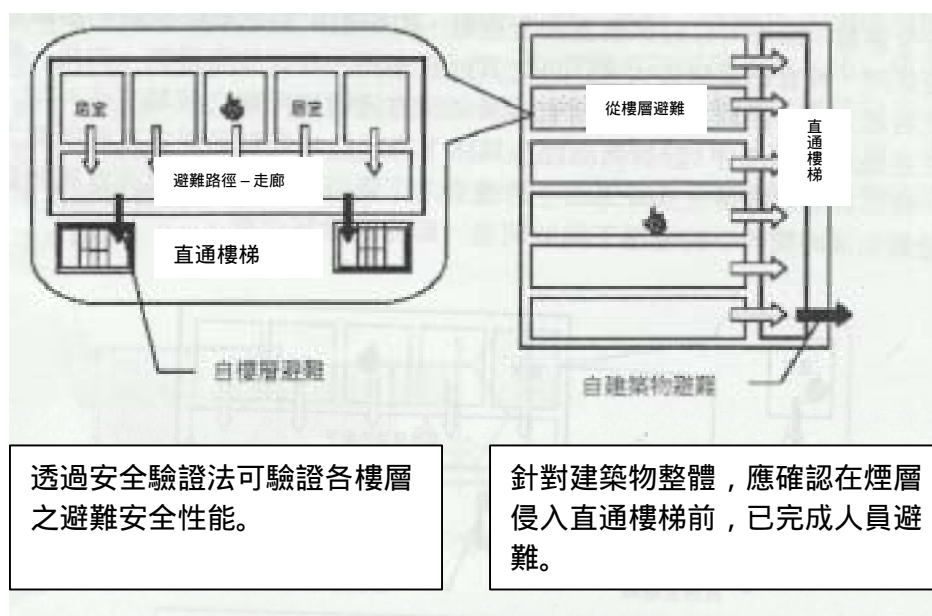 居室
居室
避難路徑－走廊
直通樓梯
自樓層避難
從樓層避難
直通樓梯
自建築物避難
透過安全驗證法可驗證各樓層
之避難安全性能。
針對建築物整體，應確認在煙層
侵入直通樓梯前，已完成人員避
難。